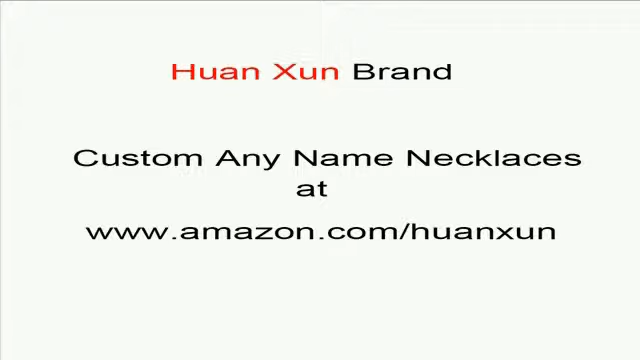 Huan Xun Brand
Custom Any Name Necklaces
at
www.amazon.com/huanxun